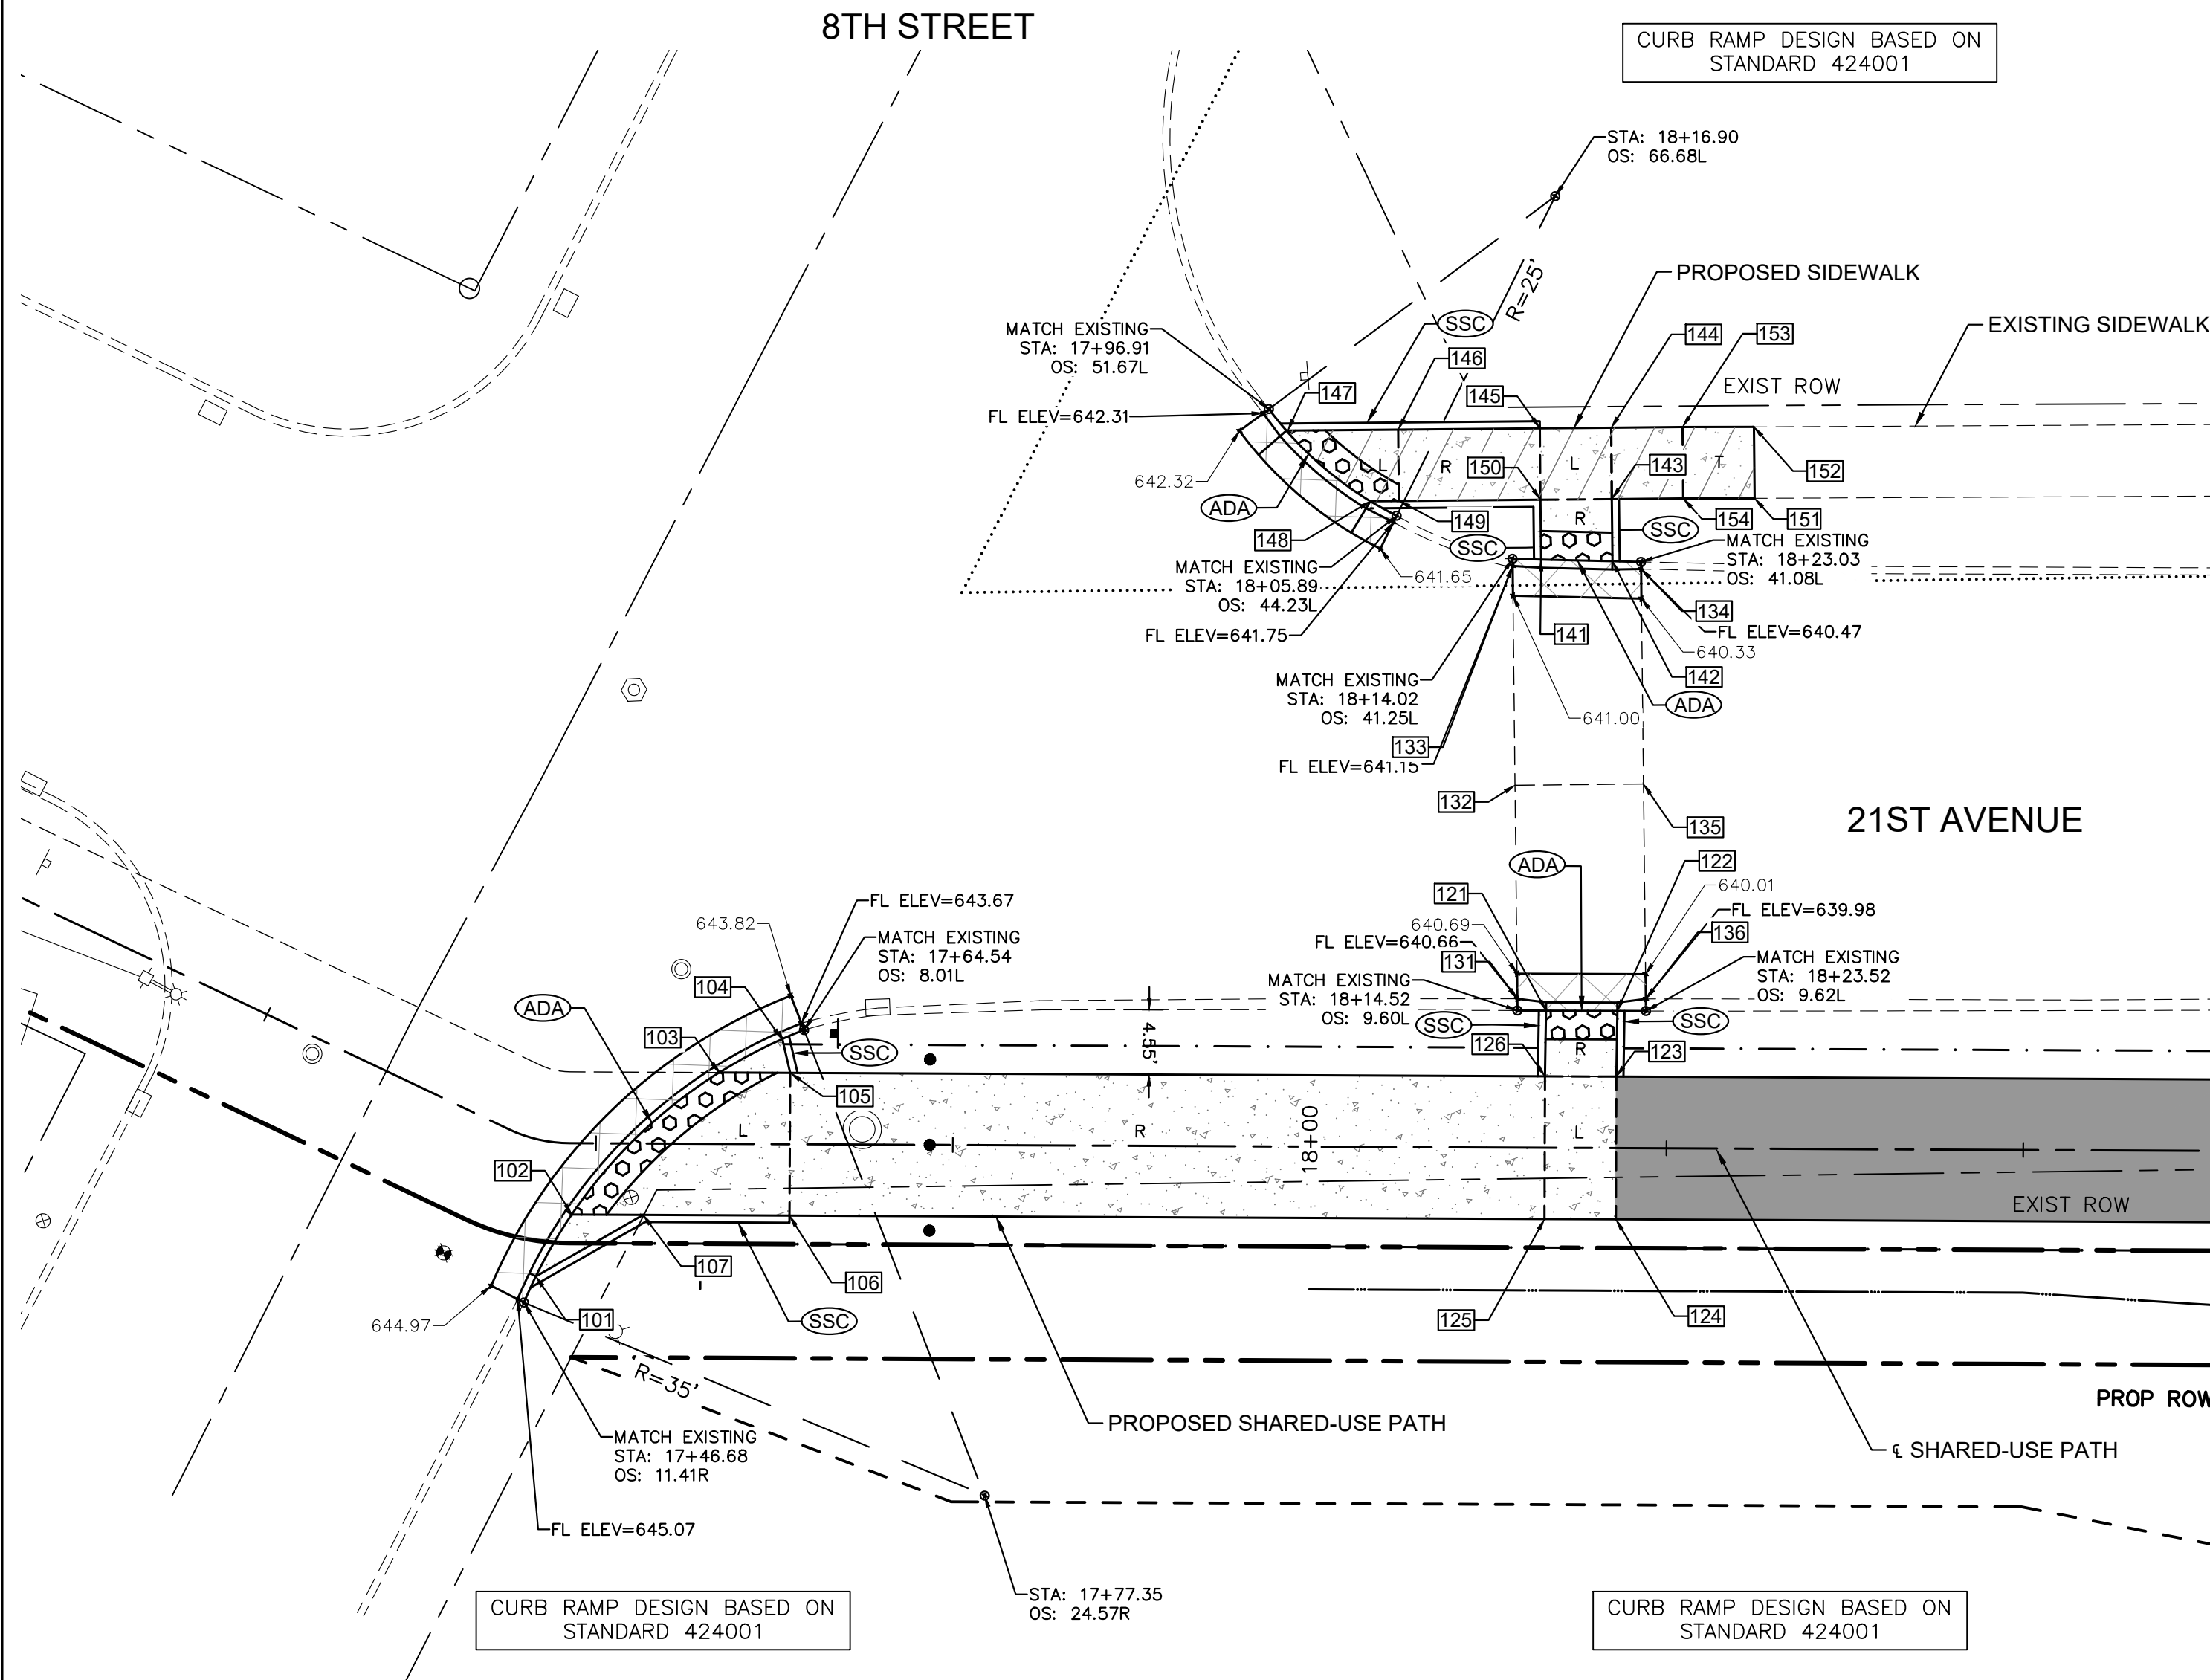 8TH STREET
CURB RAMP DESIGN BASED ON
STANDARD 424001
STA: 18+16.90
OS: 66.68L
R=25'
PROPOSED SIDEWALK
EXISTING SIDEWALK
MATCH EXISTING
STA: 17+96.91
OS: 51.67L
SSC
146
144
153
147
145
EXIST ROW
FL ELEV=642.31
642.32
L
R
150
L
143
T
152
ADA
148
149
R
154
151
SSC
SSC
MATCH EXISTING
STA: 18+23.03
OS: 41.08L
MATCH EXISTING
STA: 18+05.89
OS: 44.23L
641.65
134
FL ELEV=641.75
141
FL ELEV=640.47
640.33
142
MATCH EXISTING
STA: 18+14.02
OS: 41.25L
641.00
ADA
133
FL ELEV=641.15
132
135
21ST AVENUE
ADA
122
121
640.01
FL ELEV=639.98
136
640.69
FL ELEV=640.66
131
MATCH EXISTING
STA: 18+23.52
OS: 9.62L
MATCH EXISTING
STA: 18+14.52
OS: 9.60L
FL ELEV=643.67
643.82
MATCH EXISTING
STA: 17+64.54
OS: 8.01L
104
ADA
103
SSC
4.55'
SSC
SSC
126
R
123
105
L
R
18+00
L
102
EXIST ROW
107
106
101
SSC
125
124
644.97
R=35'
PROP ROW
PROPOSED SHARED-USE PATH
℄ SHARED-USE PATH
MATCH EXISTING
STA: 17+46.68
OS: 11.41R
FL ELEV=645.07
STA: 17+77.35
OS: 24.57R
CURB RAMP DESIGN BASED ON
STANDARD 424001
CURB RAMP DESIGN BASED ON
STANDARD 424001